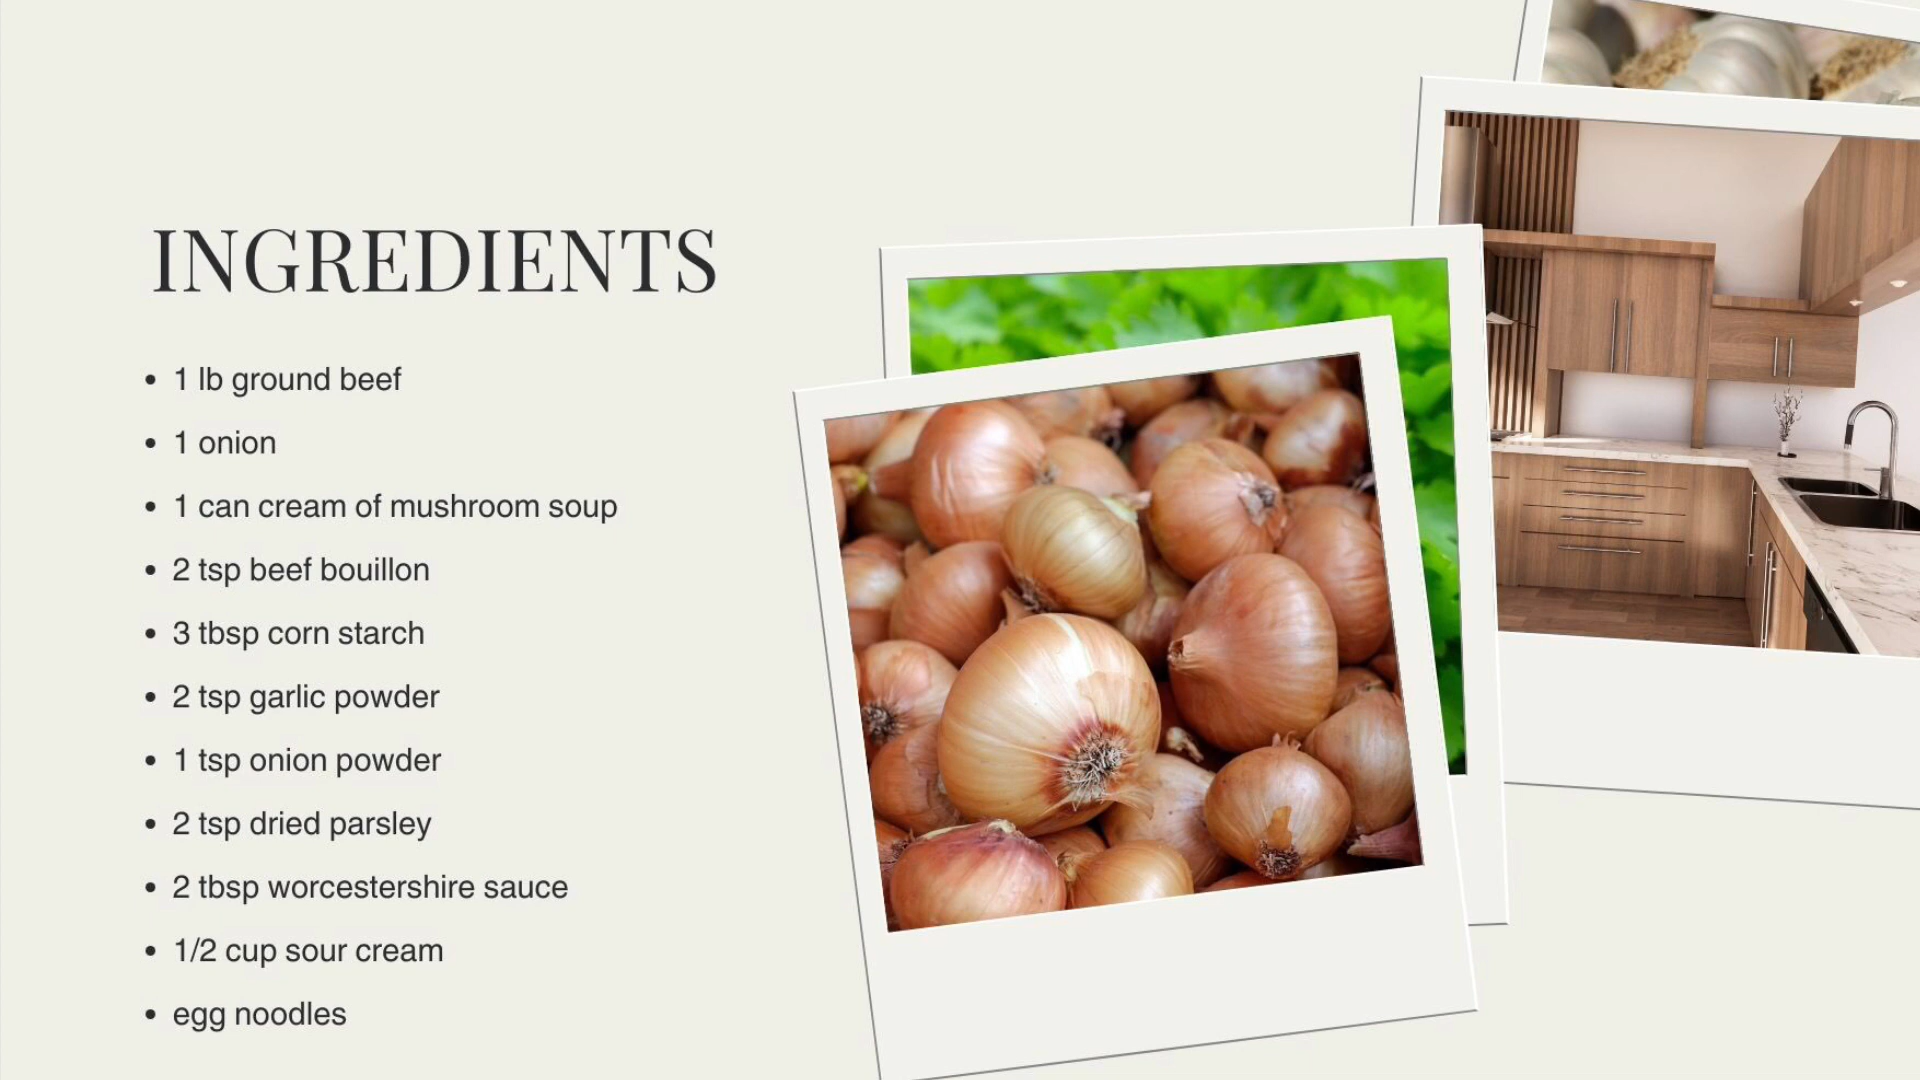 INGREDIENTS
• 1 lb ground beef
• 1 onion
• 1 can cream of mushroom soup
• 2 tsp beef bouillon
• 3 tbsp corn starch
• 2 tsp garlic powder
• 1 tsp onion powder
• 2 tsp dried parsley
• 2 tbsp worcestershire sauce
• 1/2 cup sour cream
• egg noodles